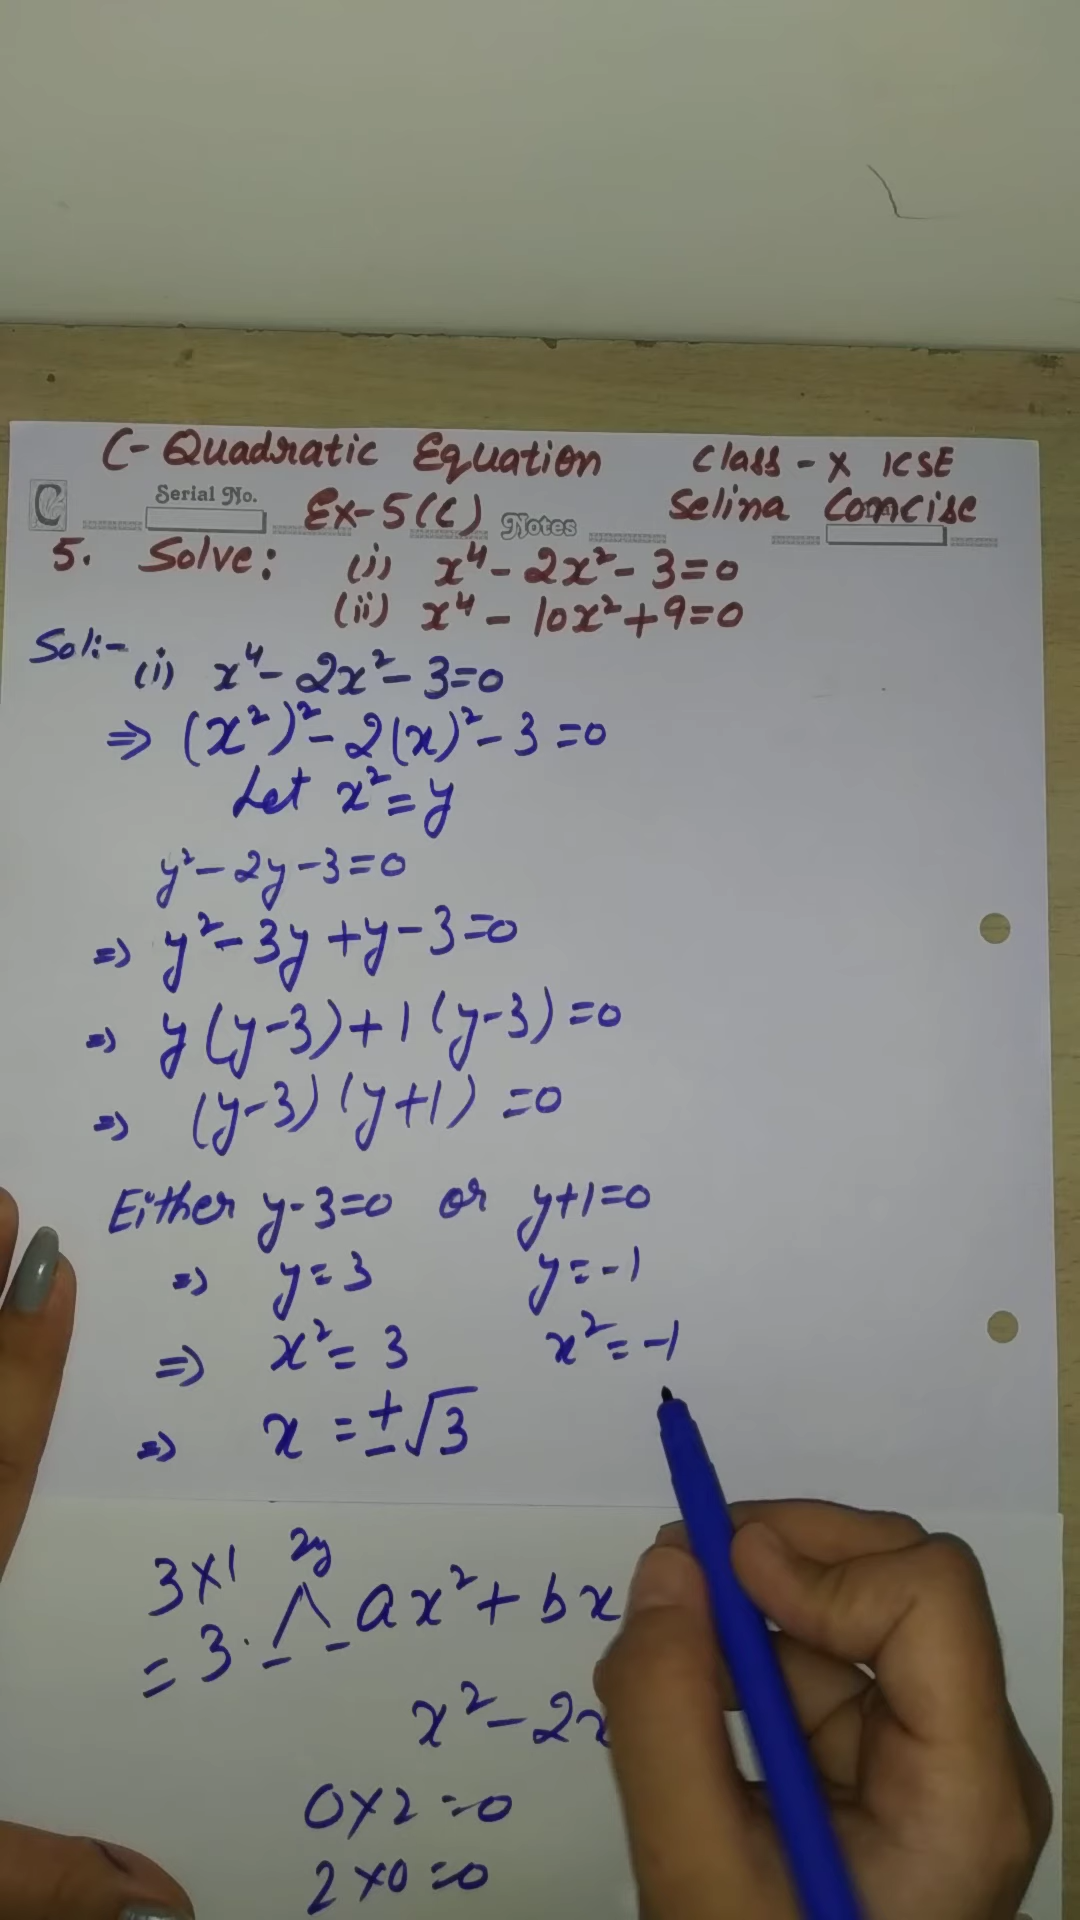 C- Quadratic Equation Class - X ICSE
C Serial No. Ex-5(C) Notes Selina Concise
5. Solve: (i) x⁴ - 2x² - 3 = 0
(ii) x⁴ - 10x² + 9 = 0
Sol:- (i) x⁴ - 2x² - 3 = 0
⇒ (x²)² - 2(x)² - 3 = 0
Let x² = y
y² - 2y - 3 = 0
⇒ y² - 3y + y - 3 = 0
⇒ y(y-3) + 1(y-3) = 0
⇒ (y-3)(y+1) = 0
Either y-3=0 or y+1=0
⇒ y = 3 y = -1
⇒ x² = 3 x² = -1
⇒ x = ±√3
3×1 2y
= 3. ax² + bx
x² - 2x
0×2=0
2×0=0